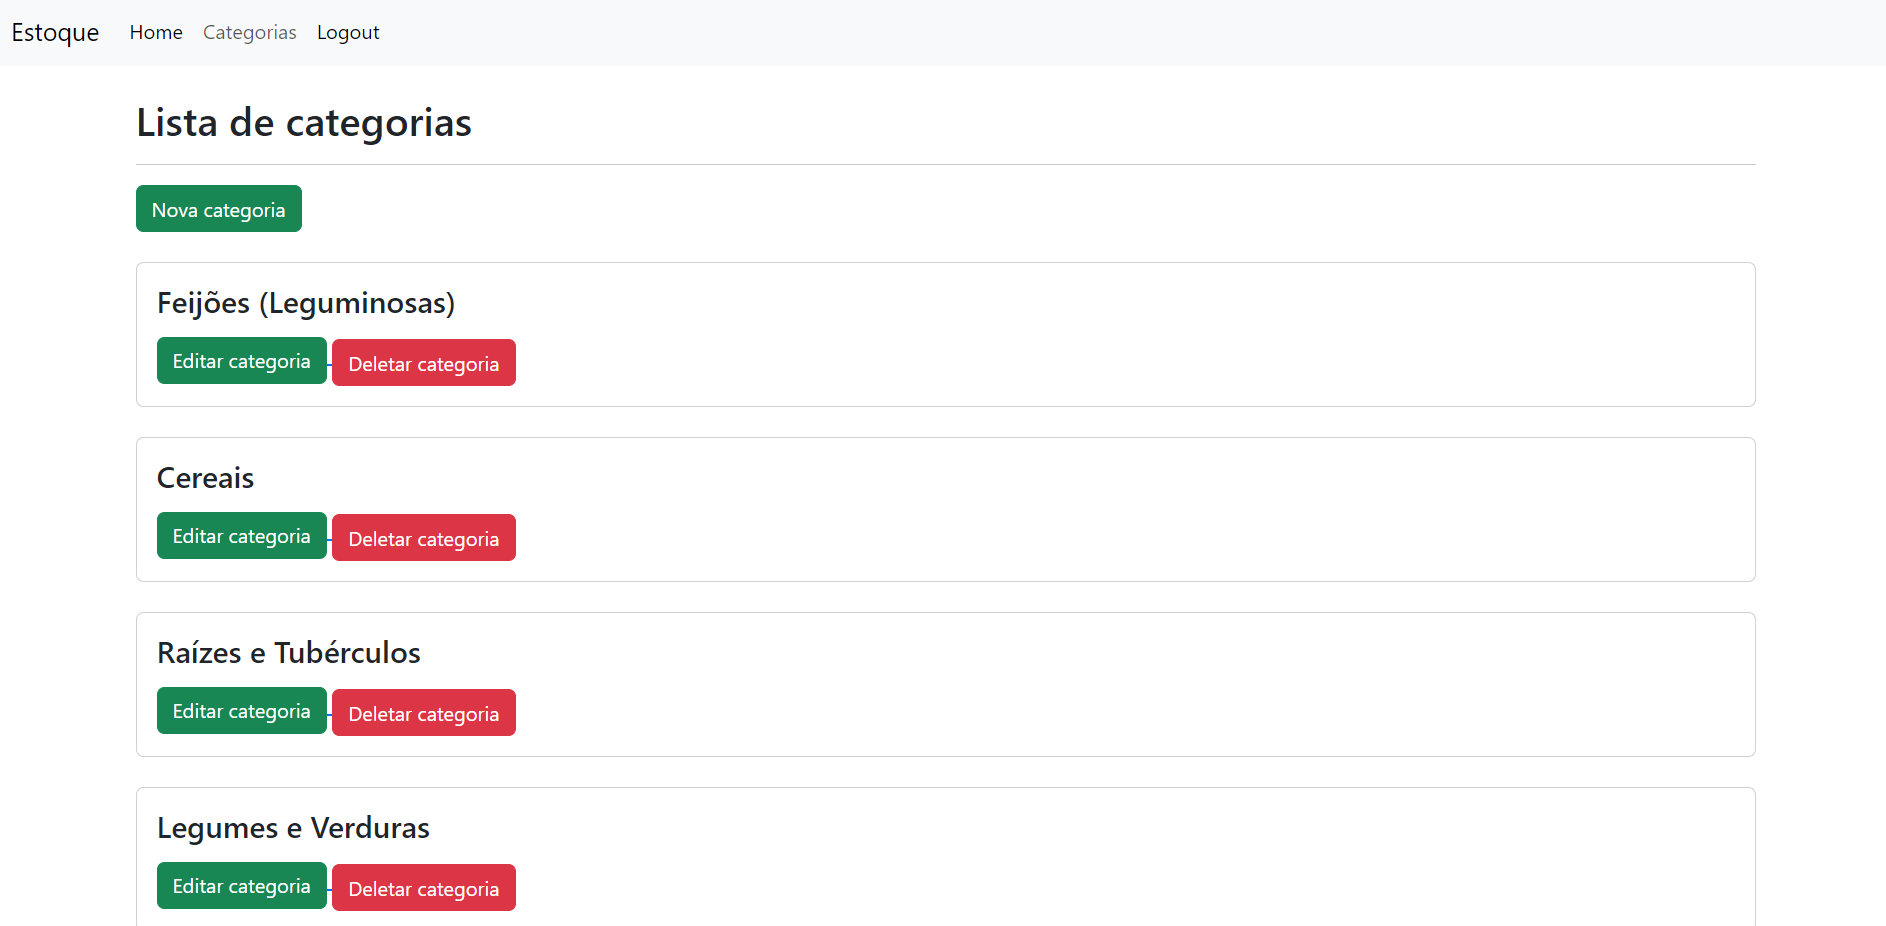 Estoque Home Categorias Logout
Lista de categorias
Nova categoria
Feijões (Leguminosas)
Editar categoria Deletar categoria
Cereais
Editar categoria Deletar categoria
Raízes e Tubérculos
Editar categoria Deletar categoria
Legumes e Verduras
Editar categoria Deletar categoria